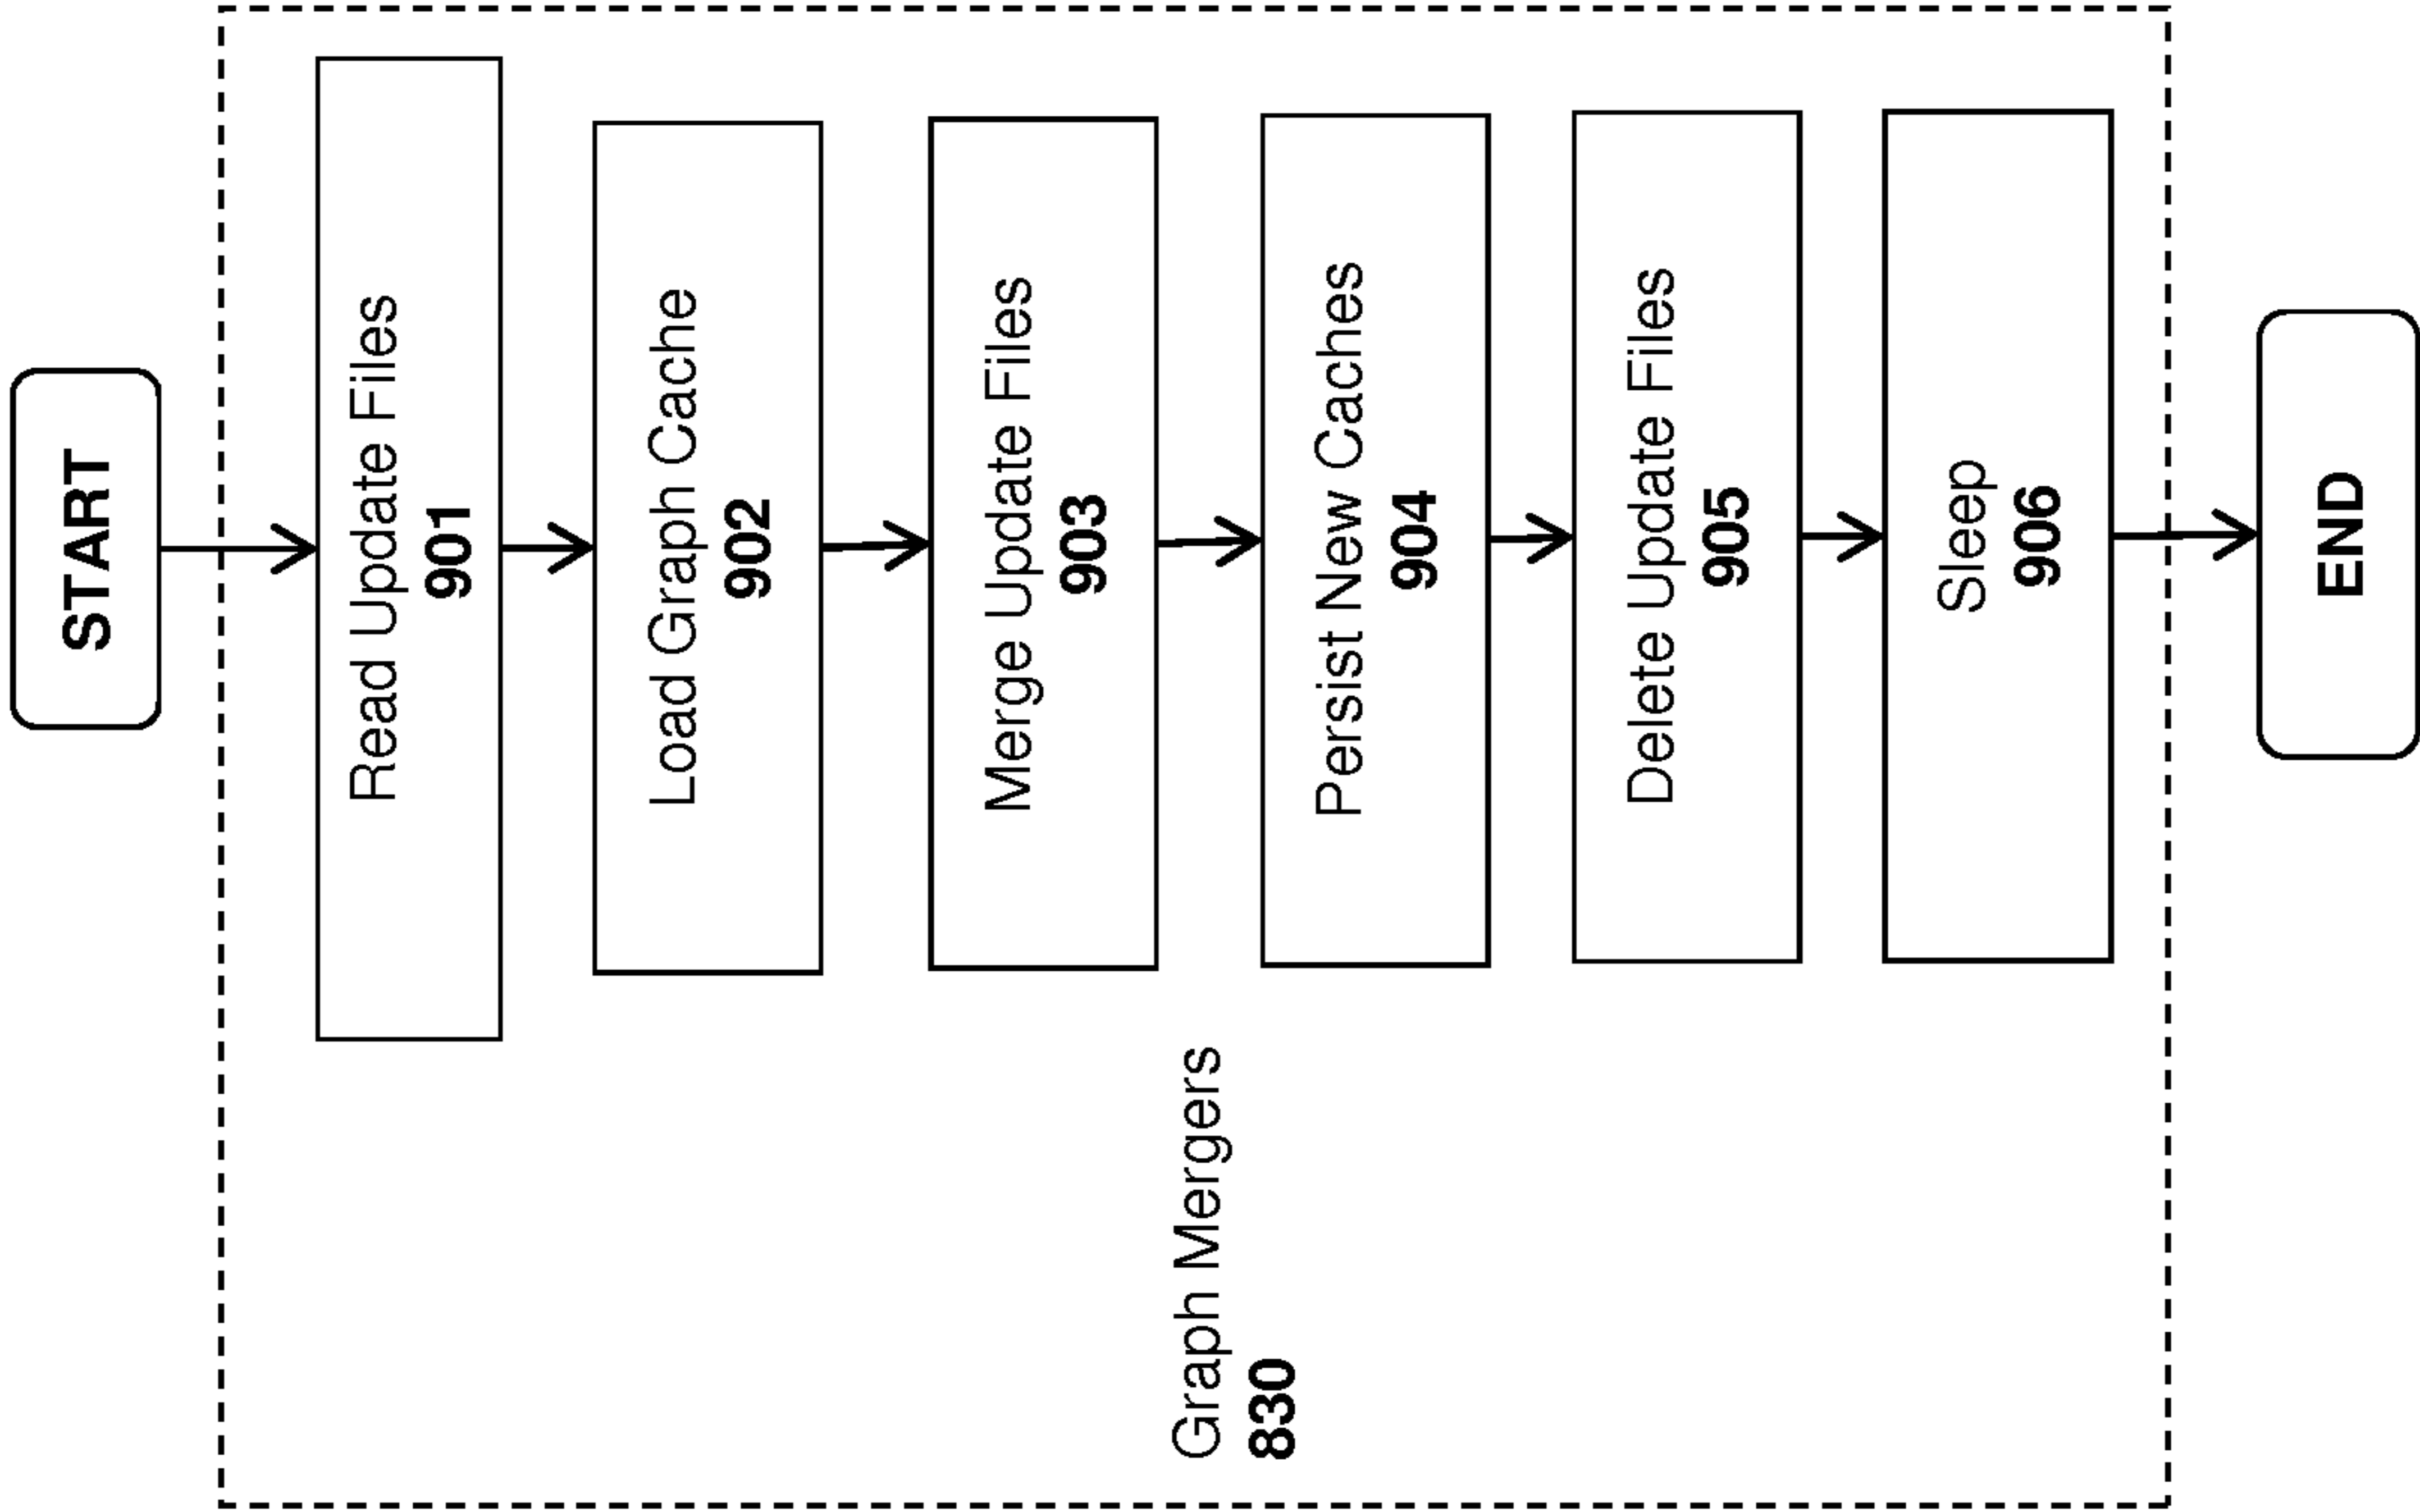 START
Read Update Files
901
Load Graph Cache
902
Merge Update Files
903
Graph Mergers
830
Persist New Caches
904
Delete Update Files
905
Sleep
906
END